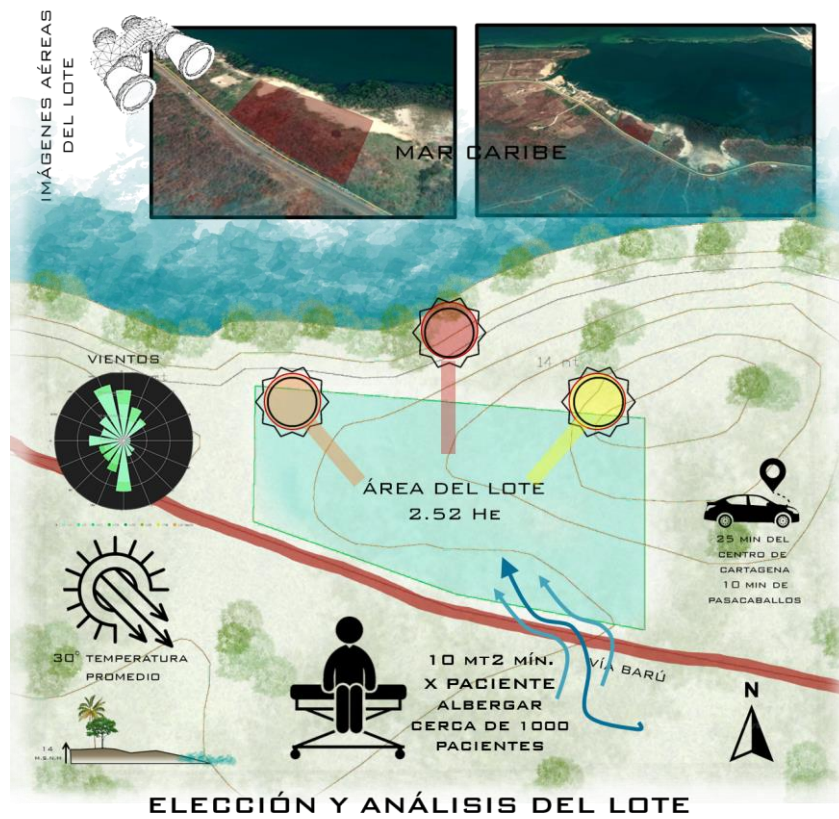 IMÁGENES AÉREAS
DEL LOTE
MAR CARIBE
VIENTOS
14 mt
ÁREA DEL LOTE
2.52 He
25 MIN DEL
CENTRO DE
CARTAGENA
10 MIN DE
PASACABALLOS
30° TEMPERATURA
PROMEDIO
10 MT2 MÍN.
X PACIENTE
ALBERGAR
CERCA DE 1000
PACIENTES
VÍA BARÚ
N
14
M.S.N.M
ELECCIÓN Y ANÁLISIS DEL LOTE